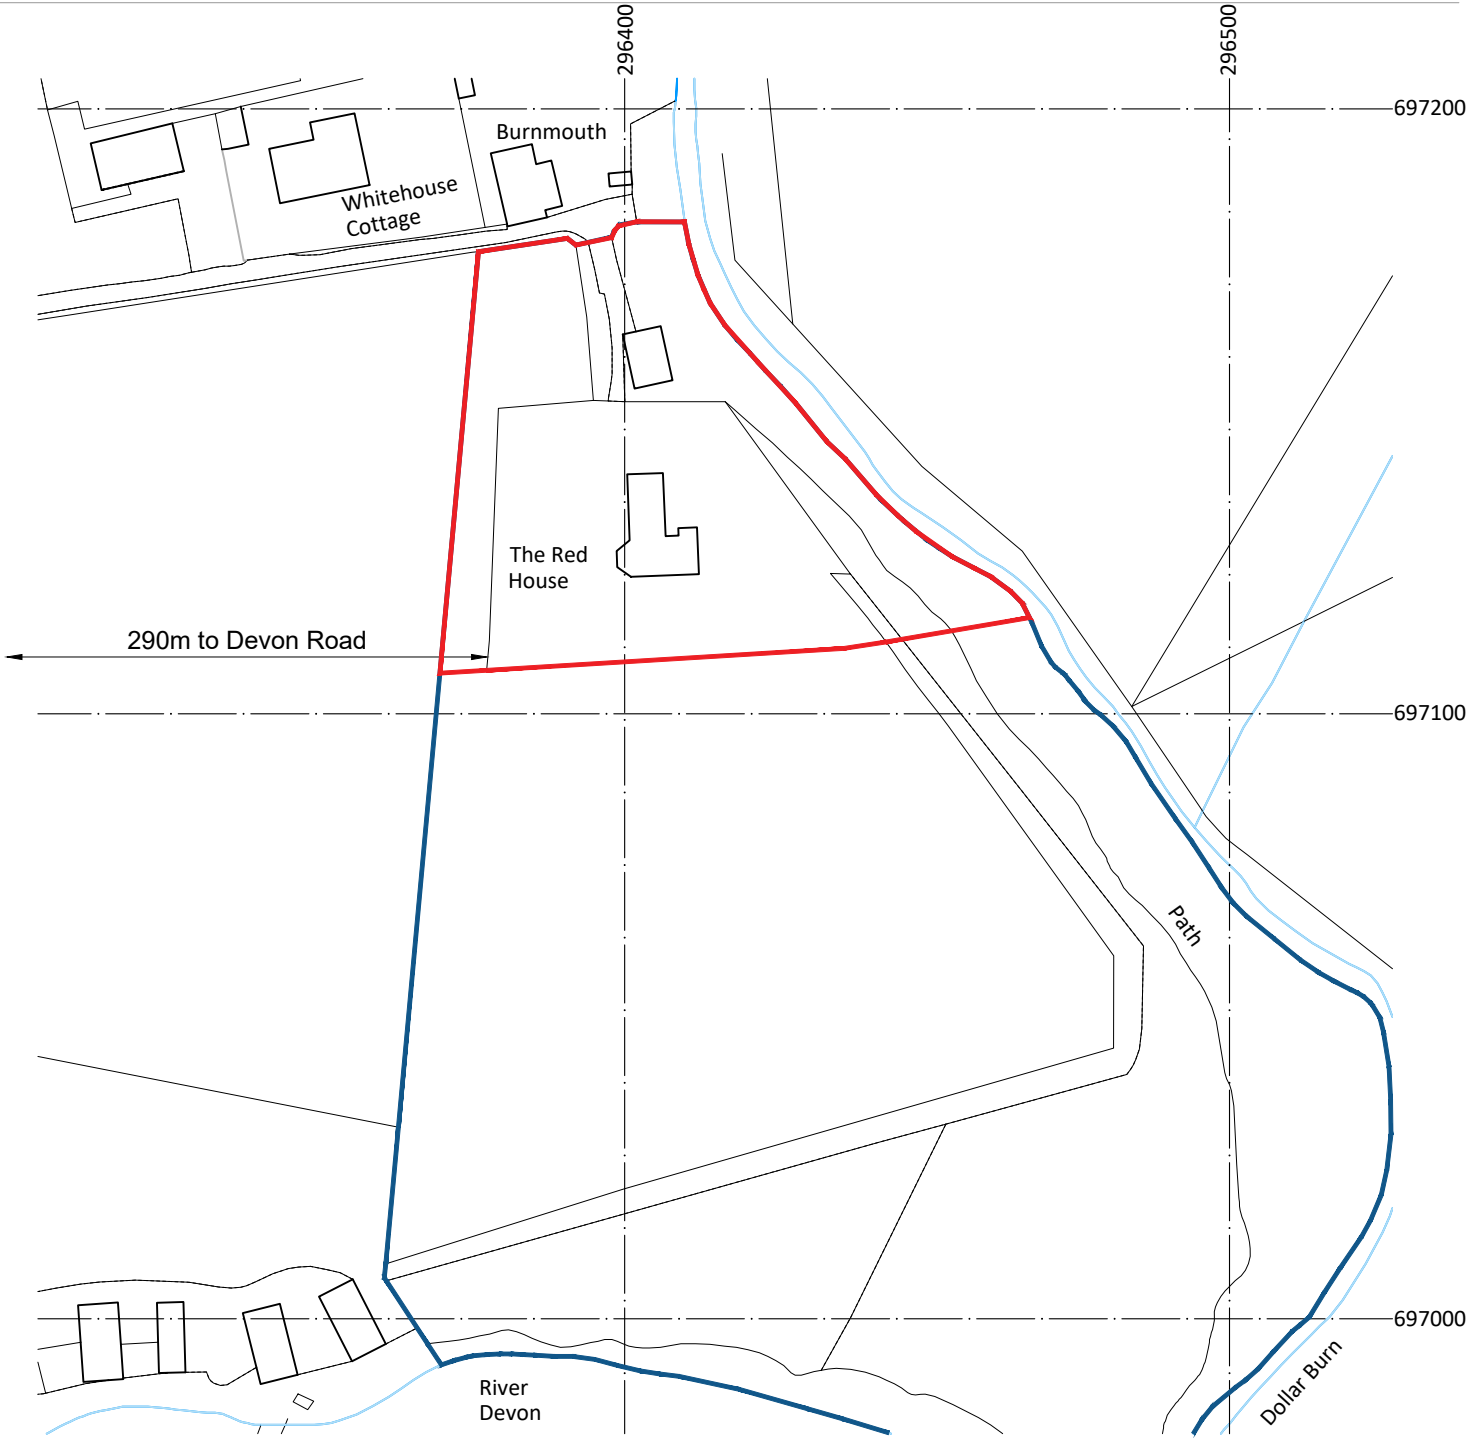 296400
296500
697200
Burnmouth
Whitehouse
Cottage
The Red
House
290m to Devon Road
697100
Path
697000
River
Devon
Dollar Burn